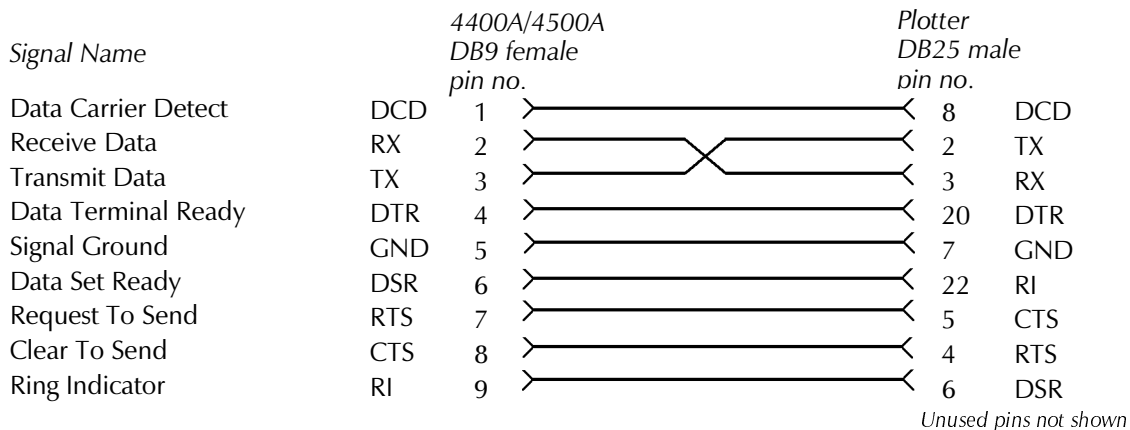 4400A/4500A Plotter
Signal Name DB9 female DB25 male
pin no. pin no.
Data Carrier Detect DCD 1 8 DCD
Receive Data RX 2 2 TX
Transmit Data TX 3 3 RX
Data Terminal Ready DTR 4 20 DTR
Signal Ground GND 5 7 GND
Data Set Ready DSR 6 22 RI
Request To Send RTS 7 5 CTS
Clear To Send CTS 8 4 RTS
Ring Indicator RI 9 6 DSR
Unused pins not shown